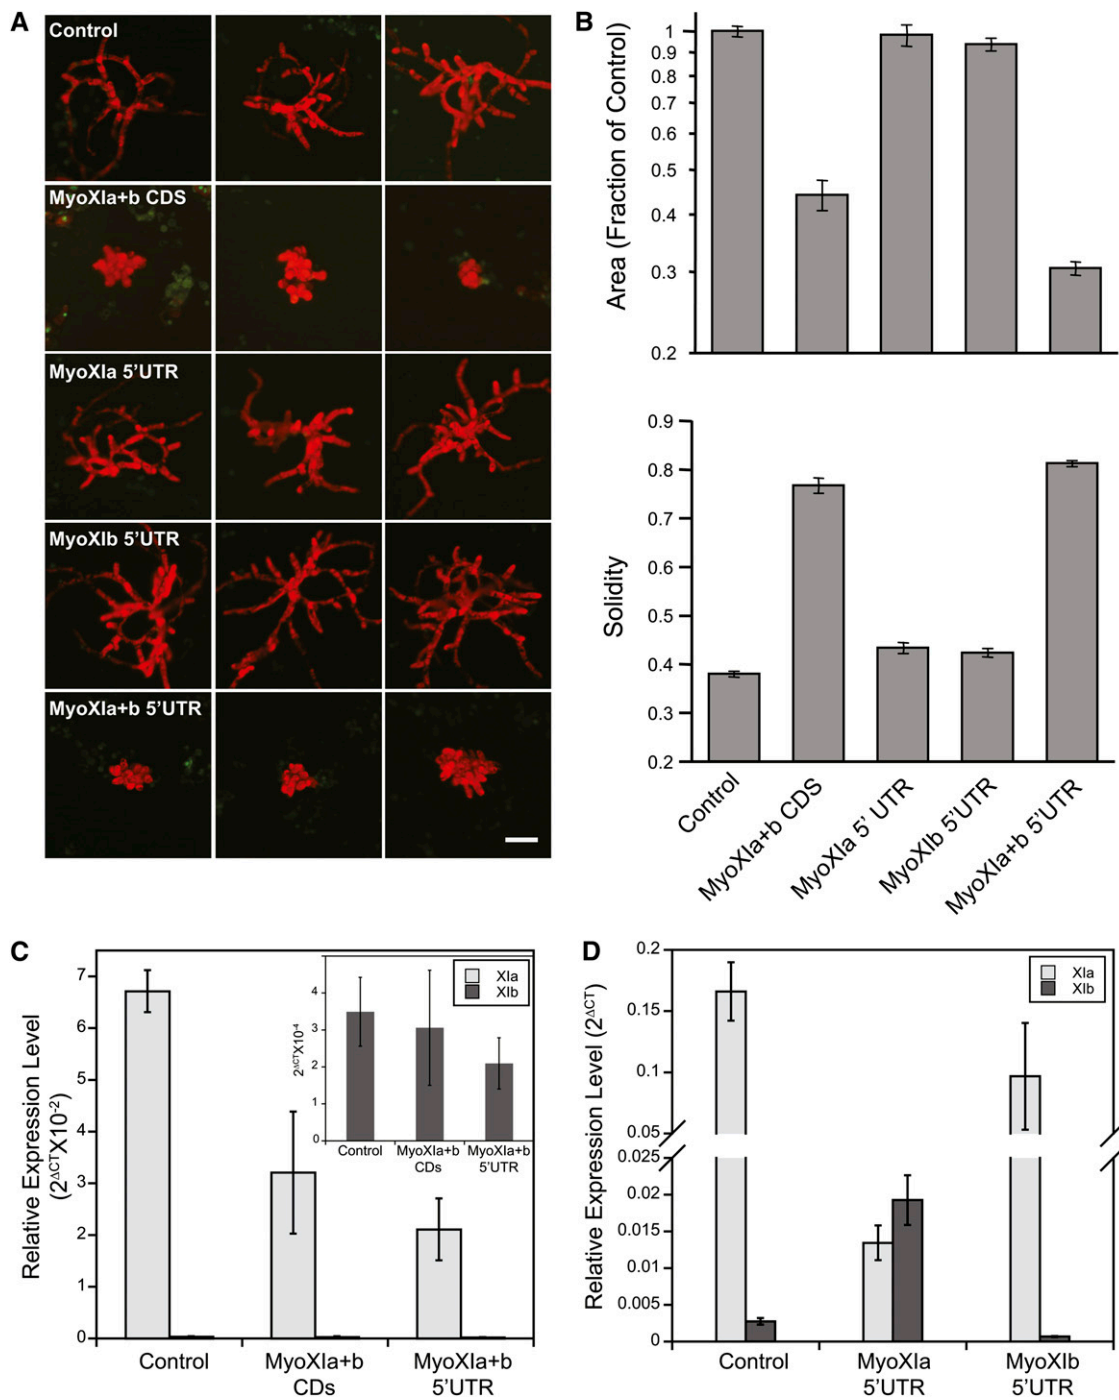 A
Control
MyoXIa+b CDS
MyoXIa 5'UTR
MyoXIb 5'UTR
MyoXIa+b 5'UTR
B
Area (Fraction of Control)
1
0.9
0.8
0.7
0.6
0.5
0.4
0.3
0.2
Solidity
0.9
0.8
0.7
0.6
0.5
0.4
0.3
0.2
Control
MyoXIa+b CDS
MyoXIa 5' UTR
MyoXIb 5'UTR
MyoXIa+b 5'UTR
C
Relative Expression Level
(2^ΔCT X10^-2)
7
6
5
4
3
2
1
0
Control
MyoXIa+b
CDs
MyoXIa+b
5'UTR
XIa
XIb
2^ΔCT X10^-4
4
3
2
1
0
Control
MyoXIa+b
CDs
MyoXIa+b
5'UTR
D
Relative Expression Level (2^ΔCT)
0.2
0.15
0.1
0.05
0.025
0.02
0.015
0.01
0.005
0
XIa
XIb
Control
MyoXIa
5'UTR
MyoXIb
5'UTR